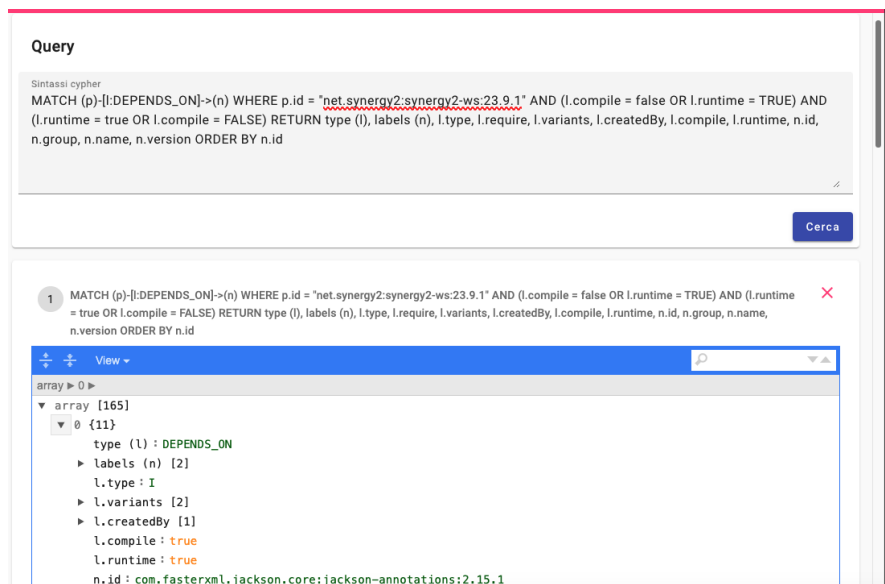 Query
Sintassi cypher
MATCH (p)-[l:DEPENDS_ON]->(n) WHERE p.id = "net.synergy2:synergy2-ws:23.9.1" AND (l.compile = false OR l.runtime = TRUE) AND
(l.runtime = true OR l.compile = FALSE) RETURN type (l), labels (n), l.type, l.require, l.variants, l.createdBy, l.compile, l.runtime, n.id,
n.group, n.name, n.version ORDER BY n.id
Cerca
1
MATCH (p)-[l:DEPENDS_ON]->(n) WHERE p.id = "net.synergy2:synergy2-ws:23.9.1" AND (l.compile = false OR l.runtime = TRUE) AND (l.runtime
= true OR l.compile = FALSE) RETURN type (l), labels (n), l.type, l.require, l.variants, l.createdBy, l.compile, l.runtime, n.id, n.group, n.name,
n.version ORDER BY n.id
View
array ► 0 ►
array [165]
0 {11}
type (l) : DEPENDS_ON
labels (n) [2]
l.type : I
l.variants [2]
l.createdBy [1]
l.compile : true
l.runtime : true
n.id : com.fasterxml.jackson.core:jackson-annotations:2.15.1